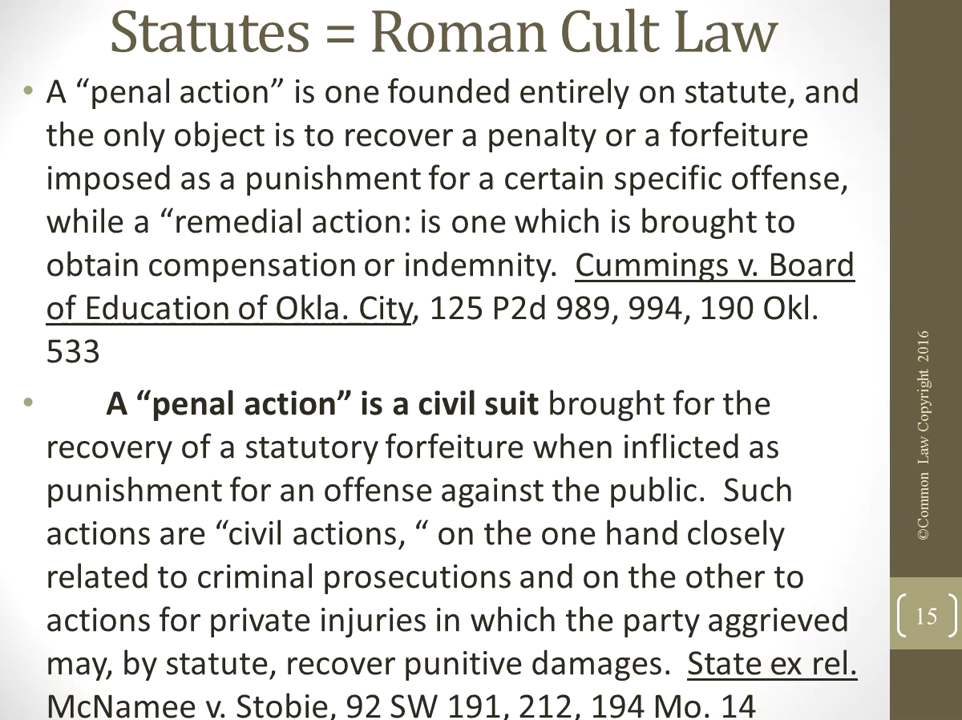 Statutes = Roman Cult Law
• A “penal action” is one founded entirely on statute, and
the only object is to recover a penalty or a forfeiture
imposed as a punishment for a certain specific offense,
while a “remedial action: is one which is brought to
obtain compensation or indemnity. Cummings v. Board
of Education of Okla. City, 125 P2d 989, 994, 190 Okl.
533
• A “penal action” is a civil suit brought for the
recovery of a statutory forfeiture when inflicted as
punishment for an offense against the public. Such
actions are “civil actions, “ on the one hand closely
related to criminal prosecutions and on the other to
actions for private injuries in which the party aggrieved
may, by statute, recover punitive damages. State ex rel.
McNamee v. Stobie, 92 SW 191, 212, 194 Mo. 14
©Common Law Copyright 2016
15